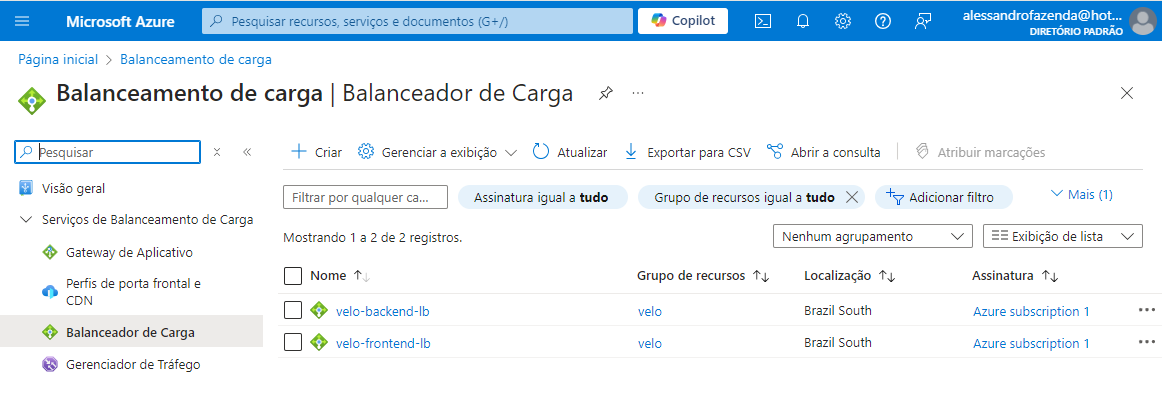 Microsoft Azure
Pesquisar recursos, serviços e documentos (G+/)
Copilot
alessandrofazenda@hot...
DIRETÓRIO PADRÃO
Página inicial > Balanceamento de carga
Balanceamento de carga | Balanceador de Carga
Pesquisar
Criar
Gerenciar a exibição
Atualizar
Exportar para CSV
Abrir a consulta
Atribuir marcações
Visão geral
Serviços de Balanceamento de Carga
Gateway de Aplicativo
Perfis de porta frontal e
CDN
Balanceador de Carga
Gerenciador de Tráfego
Filtrar por qualquer ca...
Assinatura igual a tudo
Grupo de recursos igual a tudo
Adicionar filtro
Mais (1)
Mostrando 1 a 2 de 2 registros.
Nenhum agrupamento
Exibição de lista
Nome Grupo de recursos Localização Assinatura
velo-backend-lb velo Brazil South Azure subscription 1
velo-frontend-lb velo Brazil South Azure subscription 1